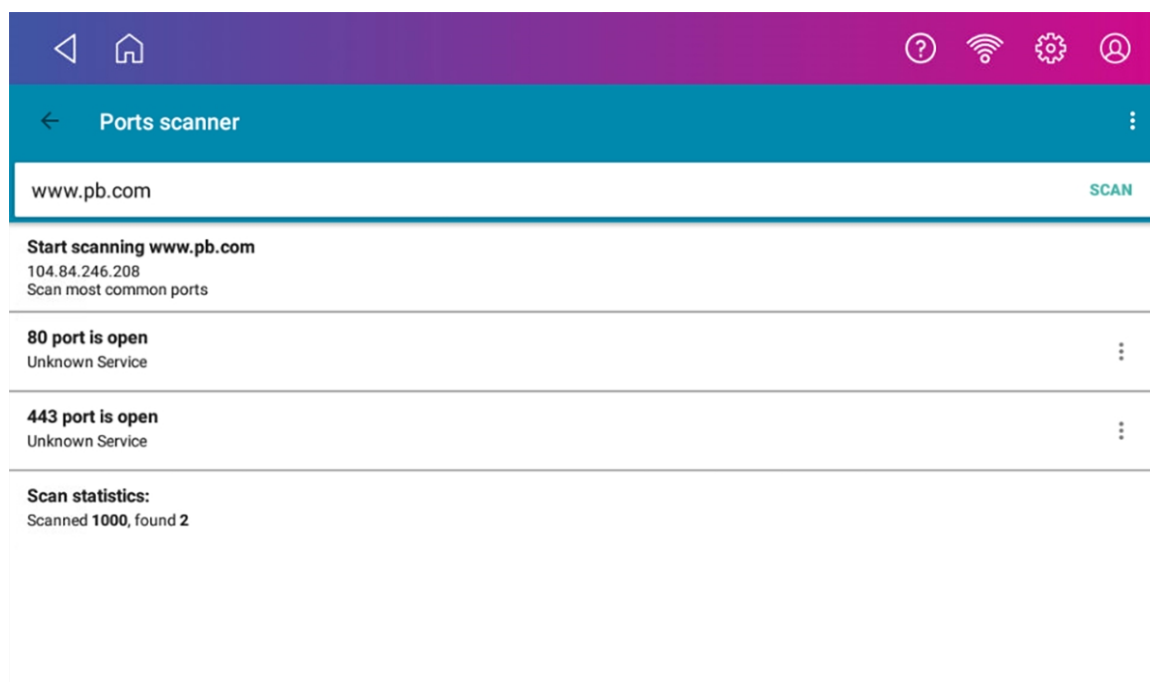 Ports scanner
www.pb.com SCAN
Start scanning www.pb.com
104.84.246.208
Scan most common ports
80 port is open
Unknown Service
443 port is open
Unknown Service
Scan statistics:
Scanned 1000, found 2